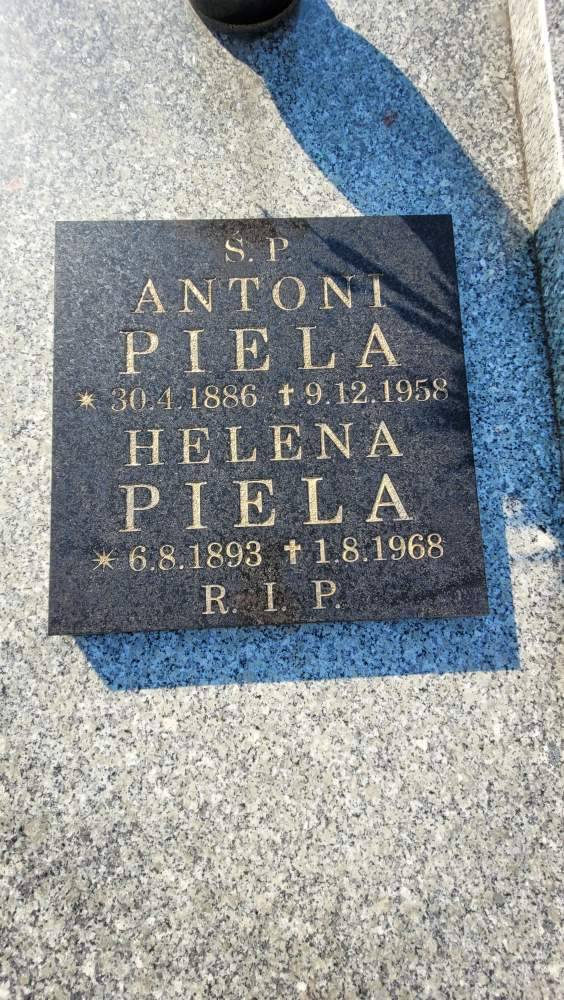 Ś. P.
ANTONI
PIELA
✴ 30.4.1886 ✝ 9.12.1958
HELENA
PIELA
✴ 6.8.1893 ✝ 1.8.1968
R. I. P.